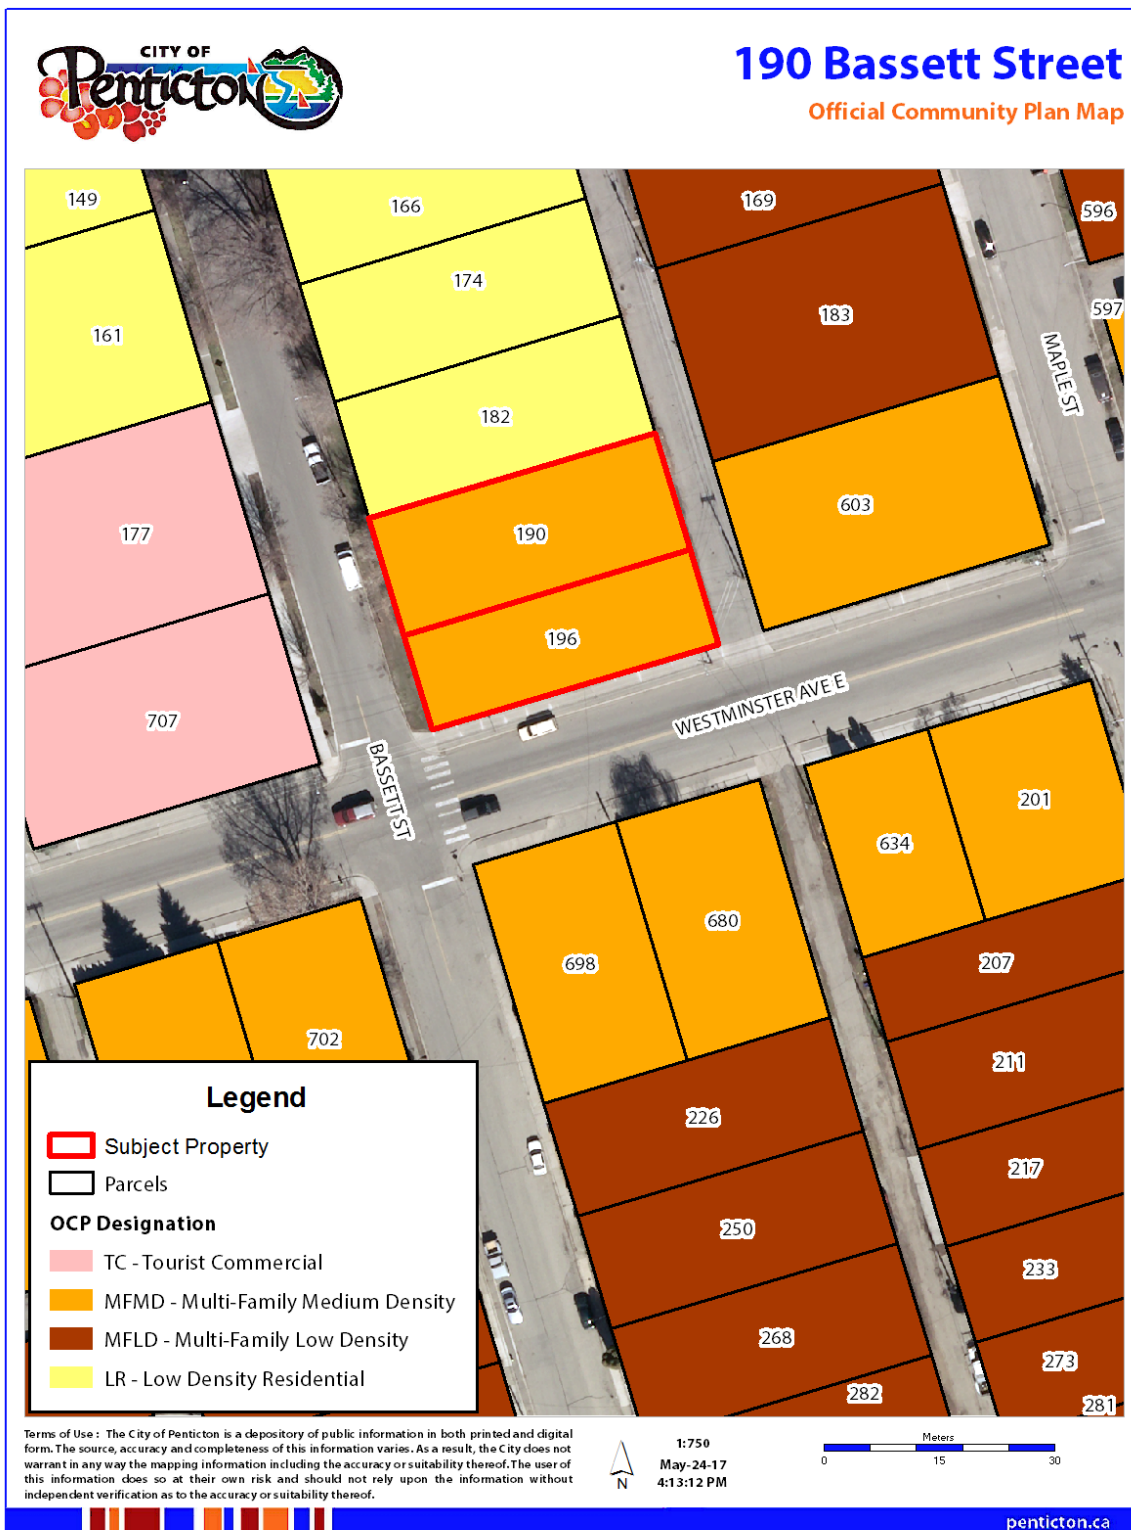 CITY OF
Penticton
190 Bassett Street
Official Community Plan Map
149
166
169
596
174
161
183
597
MAPLE ST
182
177
190
603
196
707
WESTMINSTER AVE E
BASSETT ST
201
634
680
698
207
702
211
226
217
250
233
268
273
282
281
Legend
Subject Property
Parcels
OCP Designation
TC - Tourist Commercial
MFMD - Multi-Family Medium Density
MFLD - Multi-Family Low Density
LR - Low Density Residential
Terms of Use : The City of Penticton is a depository of public information in both printed and digital
form. The source, accuracy and completeness of this information varies. As a result, the City does not
warrant in any way the mapping information including the accuracy or suitability thereof. The user of
this information does so at their own risk and should not rely upon the information without
independent verification as to the accuracy or suitability thereof.
N
1:750
May-24-17
4:13:12 PM
Meters
0 15 30
penticton.ca